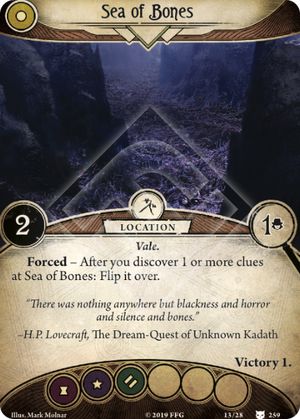 Sea of Bones
2
LOCATION
1
Vale.
Forced – After you discover 1 or more clues
at Sea of Bones: Flip it over.
"There was nothing anywhere but blackness and horror
and silence and bones."
–H.P. Lovecraft, The Dream-Quest of Unknown Kadath
Victory 1.
Illus. Mark Molnar
© 2019 FFG
13/28
259